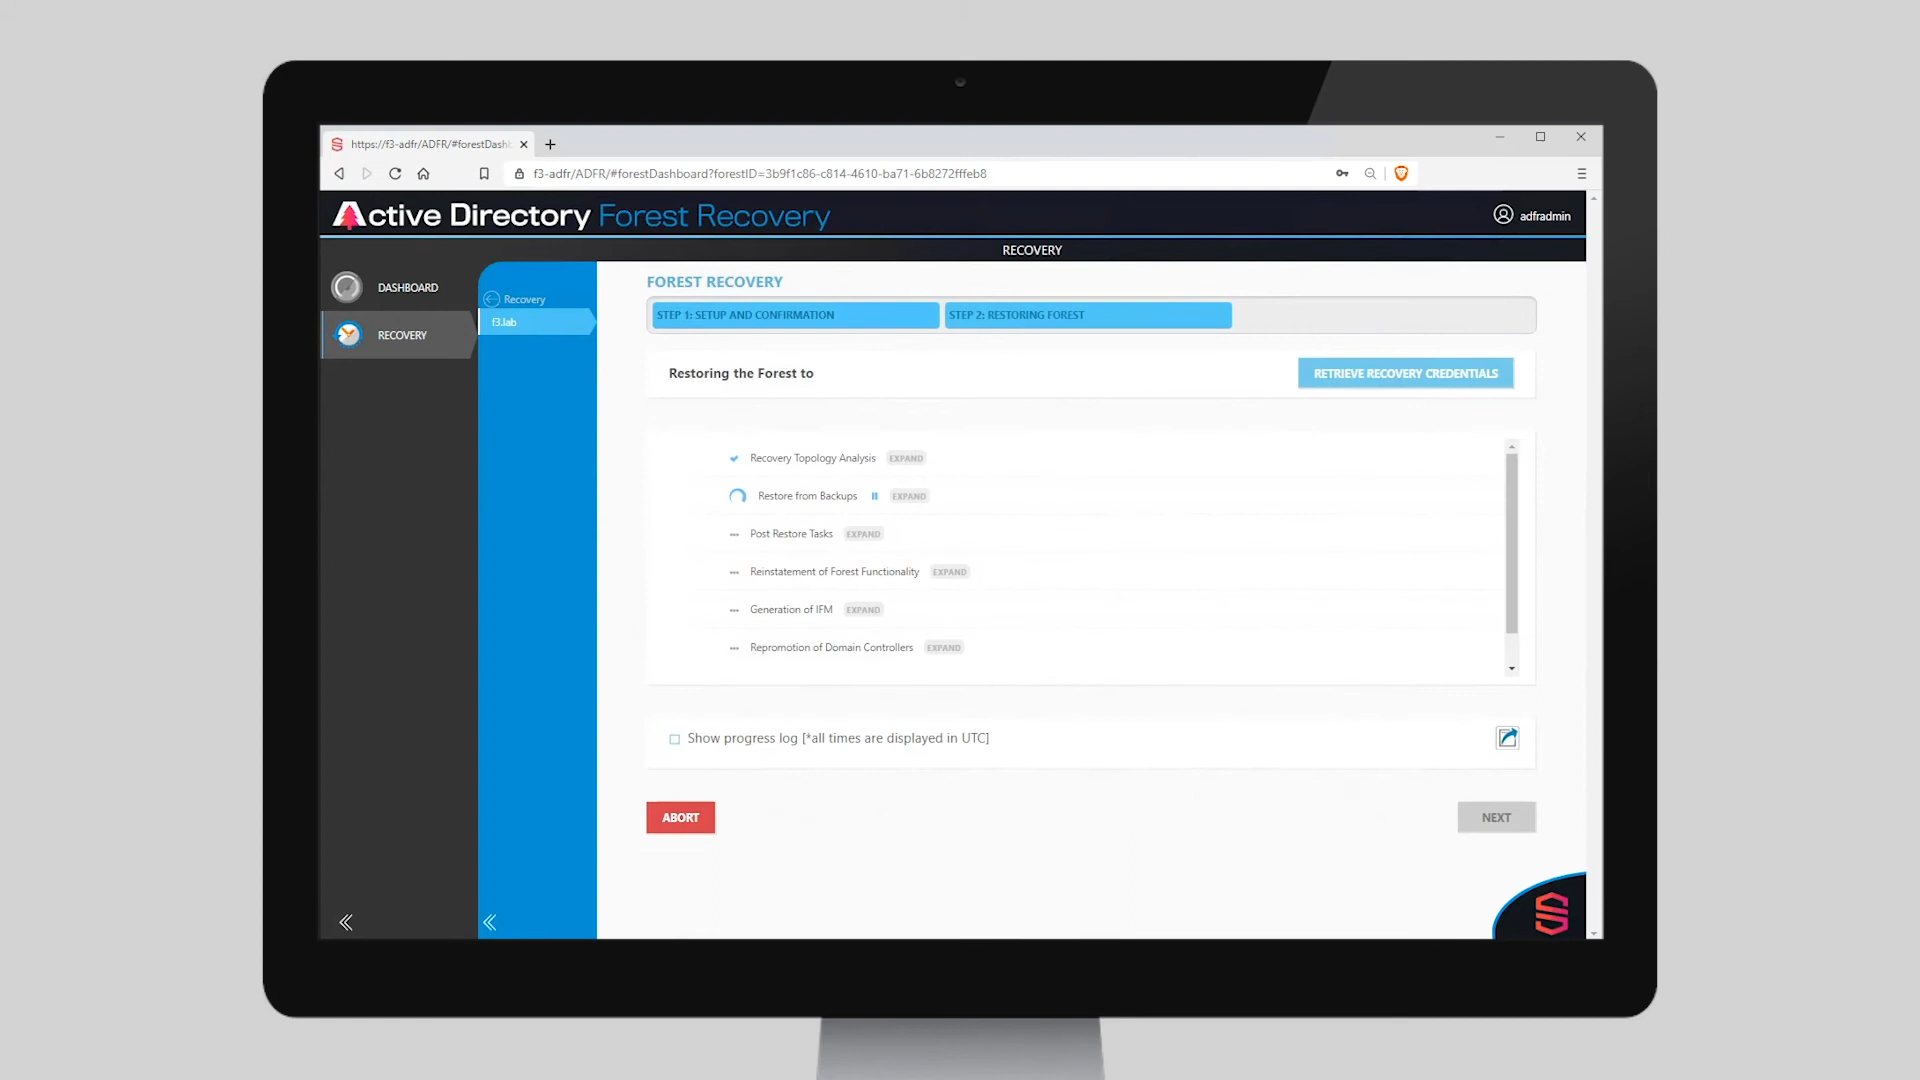 https://f3-adfr/ADFR/#forestDashb
f3-adfr/ADFR/#forestDashboard?forestID=3b9f1c86-c814-4610-ba71-6b8272fffeb8
Active Directory Forest Recovery
adfradmin
RECOVERY
DASHBOARD
RECOVERY
Recovery
f3.lab
FOREST RECOVERY
STEP 1: SETUP AND CONFIRMATION
STEP 2: RESTORING FOREST
Restoring the Forest to
RETRIEVE RECOVERY CREDENTIALS
Recovery Topology Analysis EXPAND
Restore from Backups EXPAND
Post Restore Tasks EXPAND
Reinstatement of Forest Functionality EXPAND
Generation of IFM EXPAND
Repromotion of Domain Controllers EXPAND
Show progress log [*all times are displayed in UTC]
ABORT
NEXT